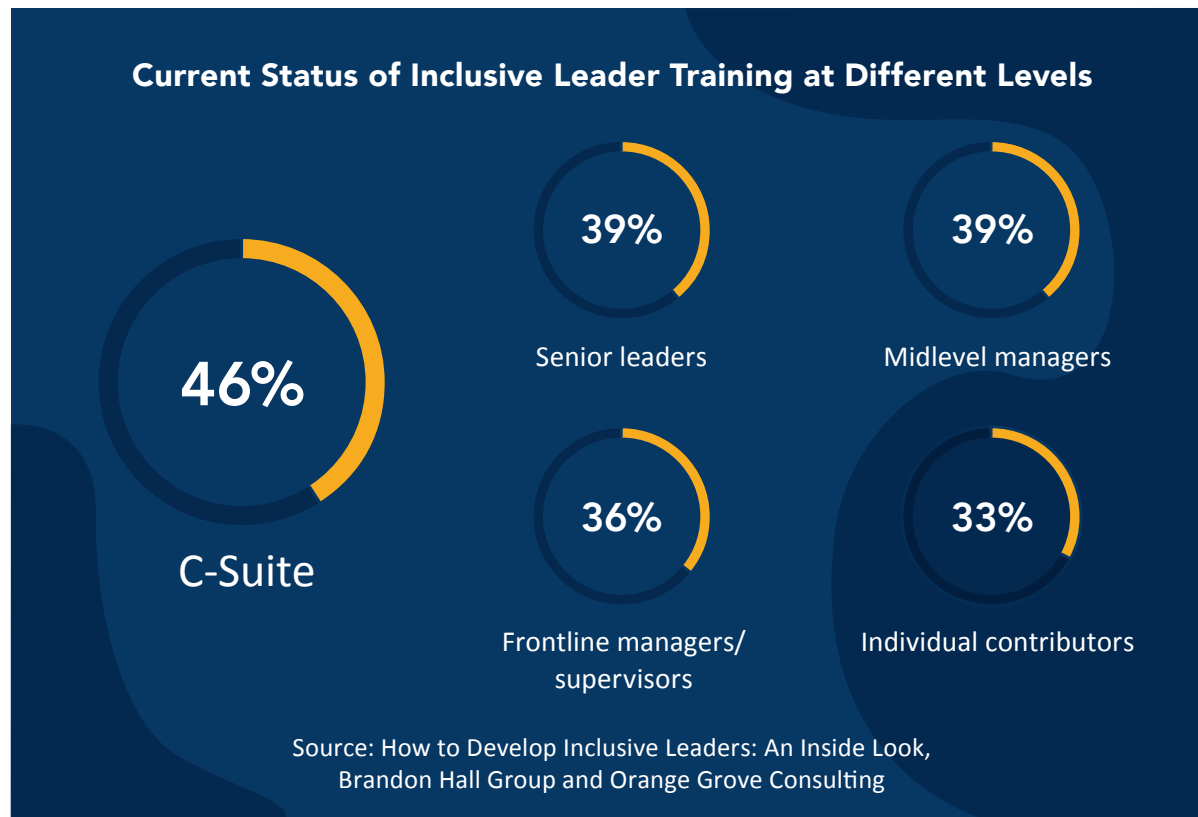 Current Status of Inclusive Leader Training at Different Levels
46%
C-Suite
39%
Senior leaders
39%
Midlevel managers
36%
Frontline managers/
supervisors
33%
Individual contributors
Source: How to Develop Inclusive Leaders: An Inside Look,
Brandon Hall Group and Orange Grove Consulting